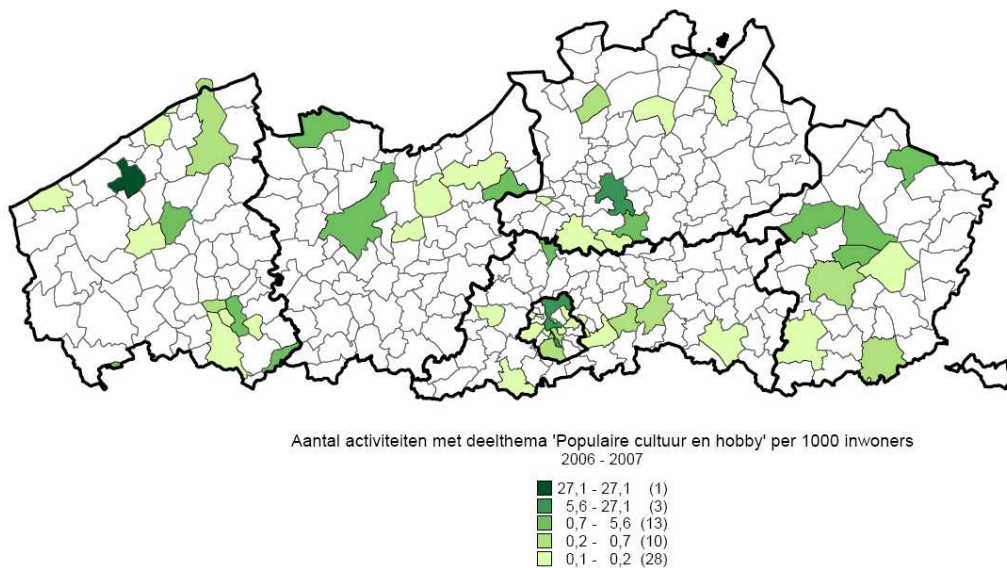 Aantal activiteiten met deelthema 'Populaire cultuur en hobby' per 1000 inwoners
2006 - 2007
27,1 - 27,1 (1)
5,6 - 27,1 (3)
0,7 - 5,6 (13)
0,2 - 0,7 (10)
0,1 - 0,2 (28)